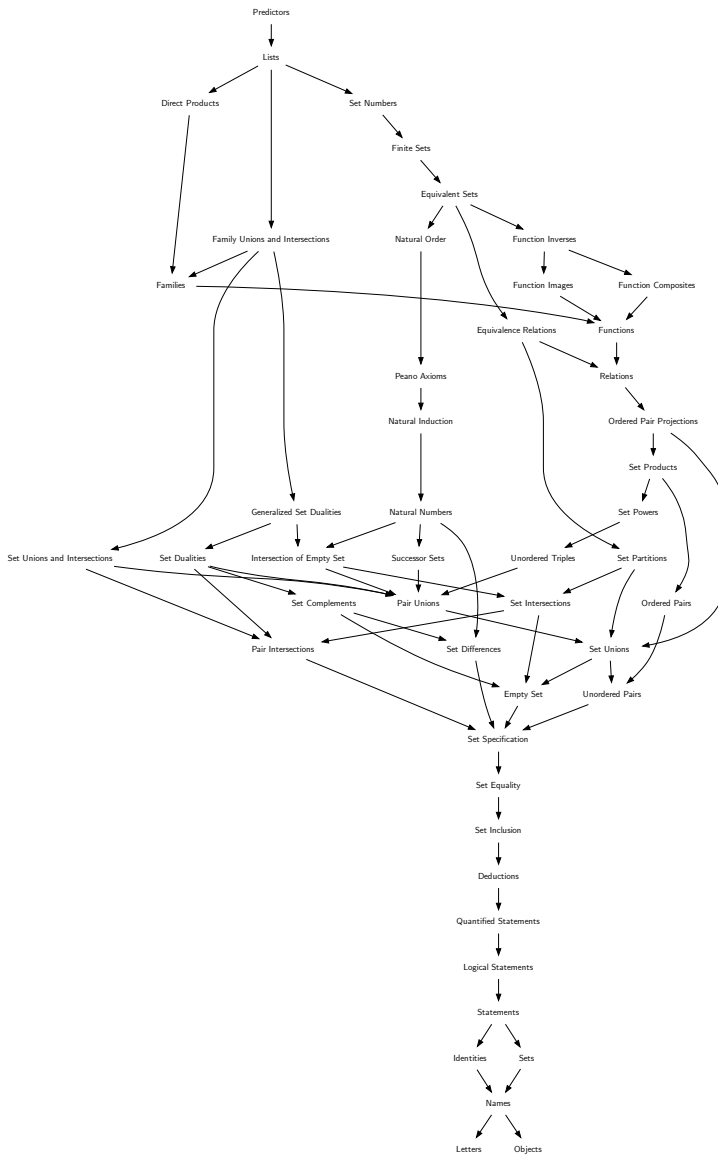 Predictors
Lists
Direct Products
Set Numbers
Finite Sets
Equivalent Sets
Family Unions and Intersections
Natural Order
Function Inverses
Families
Function Images
Function Composites
Equivalence Relations
Functions
Peano Axioms
Relations
Natural Induction
Ordered Pair Projections
Set Products
Generalized Set Dualities
Natural Numbers
Set Powers
Set Unions and Intersections
Set Dualities
Intersection of Empty Set
Successor Sets
Unordered Triples
Set Partitions
Set Complements
Pair Unions
Set Intersections
Ordered Pairs
Pair Intersections
Set Differences
Set Unions
Empty Set
Unordered Pairs
Set Specification
Set Equality
Set Inclusion
Deductions
Quantified Statements
Logical Statements
Statements
Identities
Sets
Names
Letters
Objects